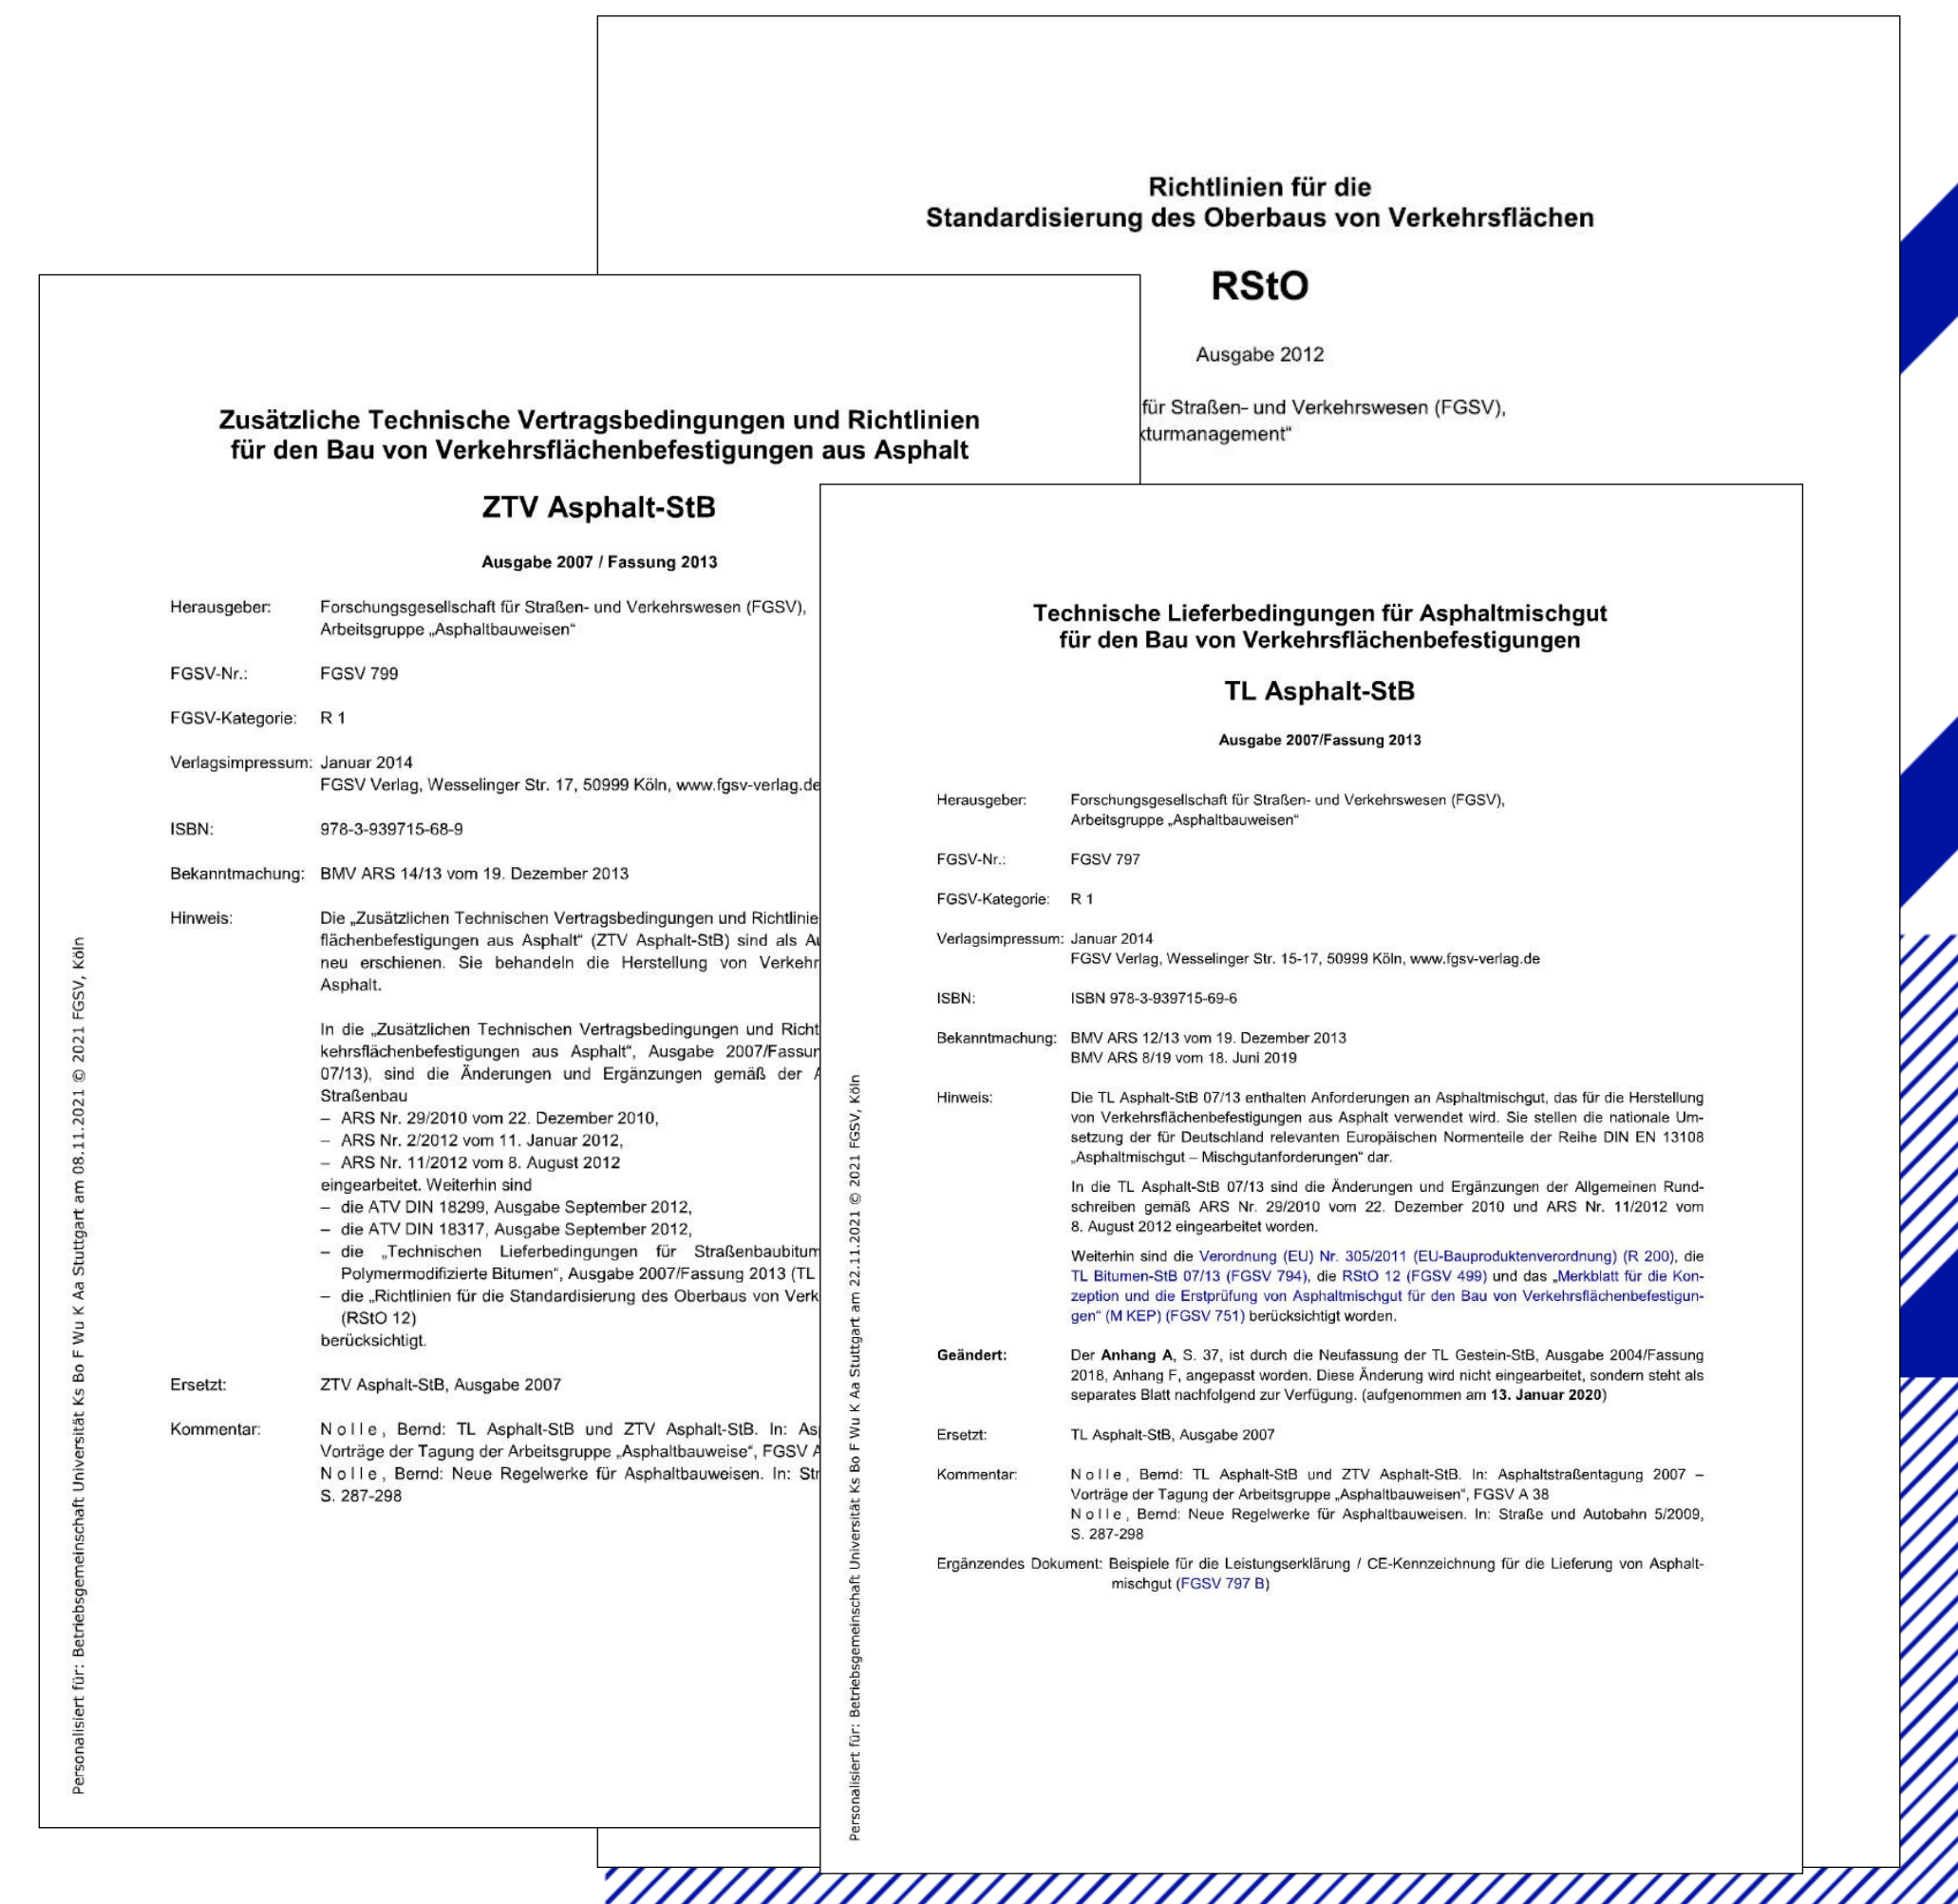 Richtlinien für die
Standardisierung des Oberbaus von Verkehrsflächen
RStO
Ausgabe 2012
für Straßen- und Verkehrswesen (FGSV),
Zusätzliche Technische Vertragsbedingungen und Richtlinien
für den Bau von Verkehrsflächenbefestigungen aus Asphalt
ZTV Asphalt-StB
Ausgabe 2007 / Fassung 2013
Herausgeber: Forschungsgesellschaft für Straßen- und Verkehrswesen (FGSV),
Arbeitsgruppe „Asphaltbauweisen“
FGSV-Nr.: FGSV 799
FGSV-Kategorie: R 1
Verlagsimpressum: Januar 2014
FGSV Verlag, Wesselinger Str. 17, 50999 Köln, www.fgsv-verlag.de
ISBN: 978-3-939715-68-9
Bekanntmachung: BMV ARS 14/13 vom 19. Dezember 2013
Hinweis: Die „Zusätzlichen Technischen Vertragsbedingungen und
flächenbefestigungen aus Asphalt“ (ZTV Asphalt-StB) sind als
neu erschienen. Sie behandeln die Herstellung von
Asphalt.
In die „Zusätzlichen Technischen Vertragsbedingungen und
kehrsflächenbefestigungen aus Asphalt“, Ausgabe
07/13), sind die Änderungen und Ergänzungen gemäß der
Straßenbau
– ARS Nr. 29/2010 vom 22. Dezember 2010,
– ARS Nr. 2/2012 vom 11. Januar 2012,
– ARS Nr. 11/2012 vom 8. August 2012
eingearbeitet. Weiterhin sind
– die ATV DIN 18299, Ausgabe September 2012,
– die ATV DIN 18317, Ausgabe September 2012,
– die „Technischen Lieferbedingungen für
Polymermodifizierte Bitumen“, Ausgabe 2007/Fassung 2013 (TL
– die „Richtlinien für die Standardisierung des Oberbaus von
(RStO 12)
berücksichtigt.
Ersetzt: ZTV Asphalt-StB, Ausgabe 2007
Kommentar: N o l l e , Bernd: TL Asphalt-StB und ZTV Asphalt-StB. In:
Vorträge der Tagung der Arbeitsgruppe „Asphaltbauweise“, FGSV
N o l l e , Bernd: Neue Regelwerke für Asphaltbauweisen. In:
S. 287-298
Personalisiert für: Betriebsgemeinschaft Universität Ks Bo F Wu K Aa Stuttgart am 08.11.2021 © 2021 FGSV, Köln
Technische Lieferbedingungen für Asphaltmischgut
für den Bau von Verkehrsflächenbefestigungen
TL Asphalt-StB
Ausgabe 2007/Fassung 2013
Herausgeber: Forschungsgesellschaft für Straßen- und Verkehrswesen (FGSV),
Arbeitsgruppe „Asphaltbauweisen“
FGSV-Nr.: FGSV 797
FGSV-Kategorie: R 1
Verlagsimpressum: Januar 2014
FGSV Verlag, Wesselinger Str. 15-17, 50999 Köln, www.fgsv-verlag.de
ISBN: ISBN 978-3-939715-69-6
Bekanntmachung: BMV ARS 12/13 vom 19. Dezember 2013
BMV ARS 8/19 vom 18. Juni 2019
Hinweis: Die TL Asphalt-StB 07/13 enthalten Anforderungen an Asphaltmischgut, das für die Herstellung
von Verkehrsflächenbefestigungen aus Asphalt verwendet wird. Sie stellen die nationale Um-
setzung der für Deutschland relevanten Europäischen Normenteile der Reihe DIN EN 13108
„Asphaltmischgut – Mischgutanforderungen“ dar.
In die TL Asphalt-StB 07/13 sind die Änderungen und Ergänzungen der Allgemeinen Rund-
schreiben gemäß ARS Nr. 29/2010 vom 22. Dezember 2010 und ARS Nr. 11/2012 vom
8. August 2012 eingearbeitet worden.
Weiterhin sind die Verordnung (EU) Nr. 305/2011 (EU-Bauproduktenverordnung) (R 200), die
TL Bitumen-StB 07/13 (FGSV 794), die RStO 12 (FGSV 499) und das „Merkblatt für die Kon-
zeption und die Erstprüfung von Asphaltmischgut für den Bau von Verkehrsflächenbefestigun-
gen“ (M KEP) (FGSV 751) berücksichtigt worden.
Geändert: Der Anhang A, S. 37, ist durch die Neufassung der TL Gestein-StB, Ausgabe 2004/Fassung
2018, Anhang F, angepasst worden. Diese Änderung wird nicht eingearbeitet, sondern steht als
separates Blatt nachfolgend zur Verfügung. (aufgenommen am 13. Januar 2020)
Ersetzt: TL Asphalt-StB, Ausgabe 2007
Kommentar: N o l l e , Bernd: TL Asphalt-StB und ZTV Asphalt-StB. In: Asphaltstraßentagung 2007 –
Vorträge der Tagung der Arbeitsgruppe „Asphaltbauweisen“, FGSV A 38
N o l l e , Bernd: Neue Regelwerke für Asphaltbauweisen. In: Straße und Autobahn 5/2009,
S. 287-298
Ergänzendes Dokument: Beispiele für die Leistungserklärung / CE-Kennzeichnung für die Lieferung von Asphalt-
mischgut (FGSV 797 B)
Personalisiert für: Betriebsgemeinschaft Universität Ks Bo F Wu K Aa Stuttgart am 22.11.2021 © 2021 FGSV, Köln